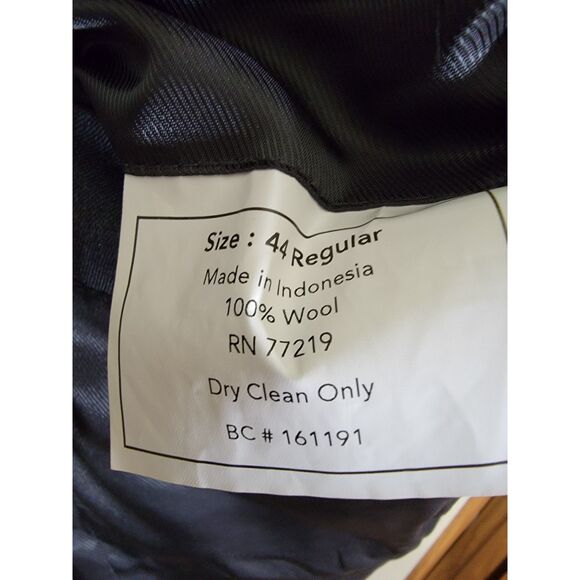 Size : 44 Regular
Made in Indonesia
100% Wool
RN 77219
Dry Clean Only
BC # 161191